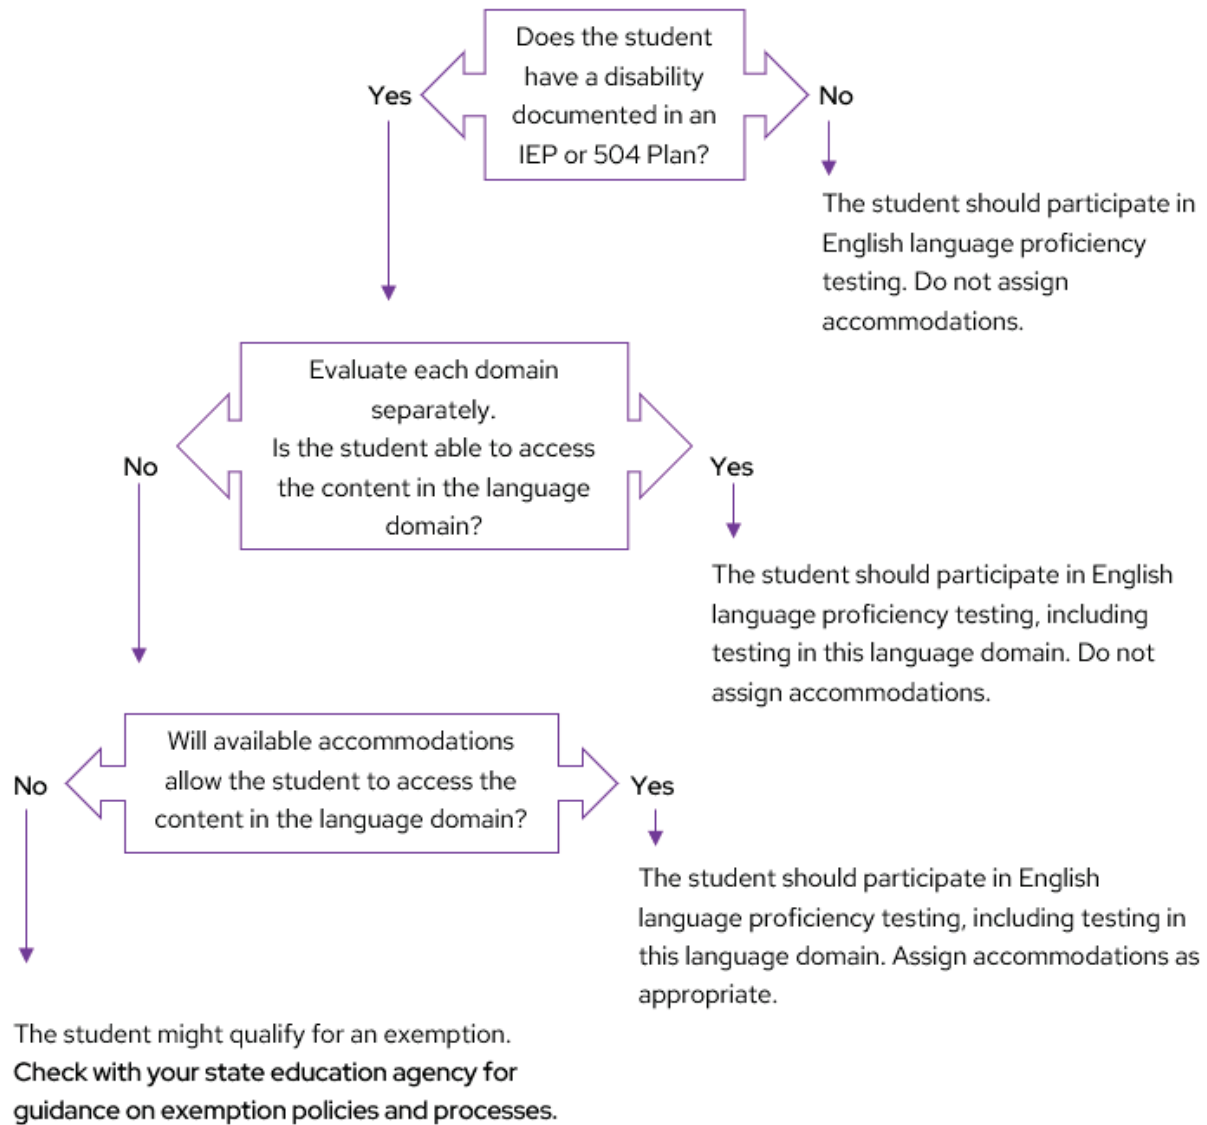 Does the student
have a disability
documented in an
IEP or 504 Plan?
Yes
No
The student should participate in
English language proficiency
testing. Do not assign
accommodations.
Evaluate each domain
separately.
Is the student able to access
the content in the language
domain?
No
Yes
The student should participate in English
language proficiency testing, including
testing in this language domain. Do not
assign accommodations.
Will available accommodations
allow the student to access the
content in the language domain?
No
Yes
The student should participate in English
language proficiency testing, including testing in
this language domain. Assign accommodations as
appropriate.
The student might qualify for an exemption.
Check with your state education agency for
guidance on exemption policies and processes.